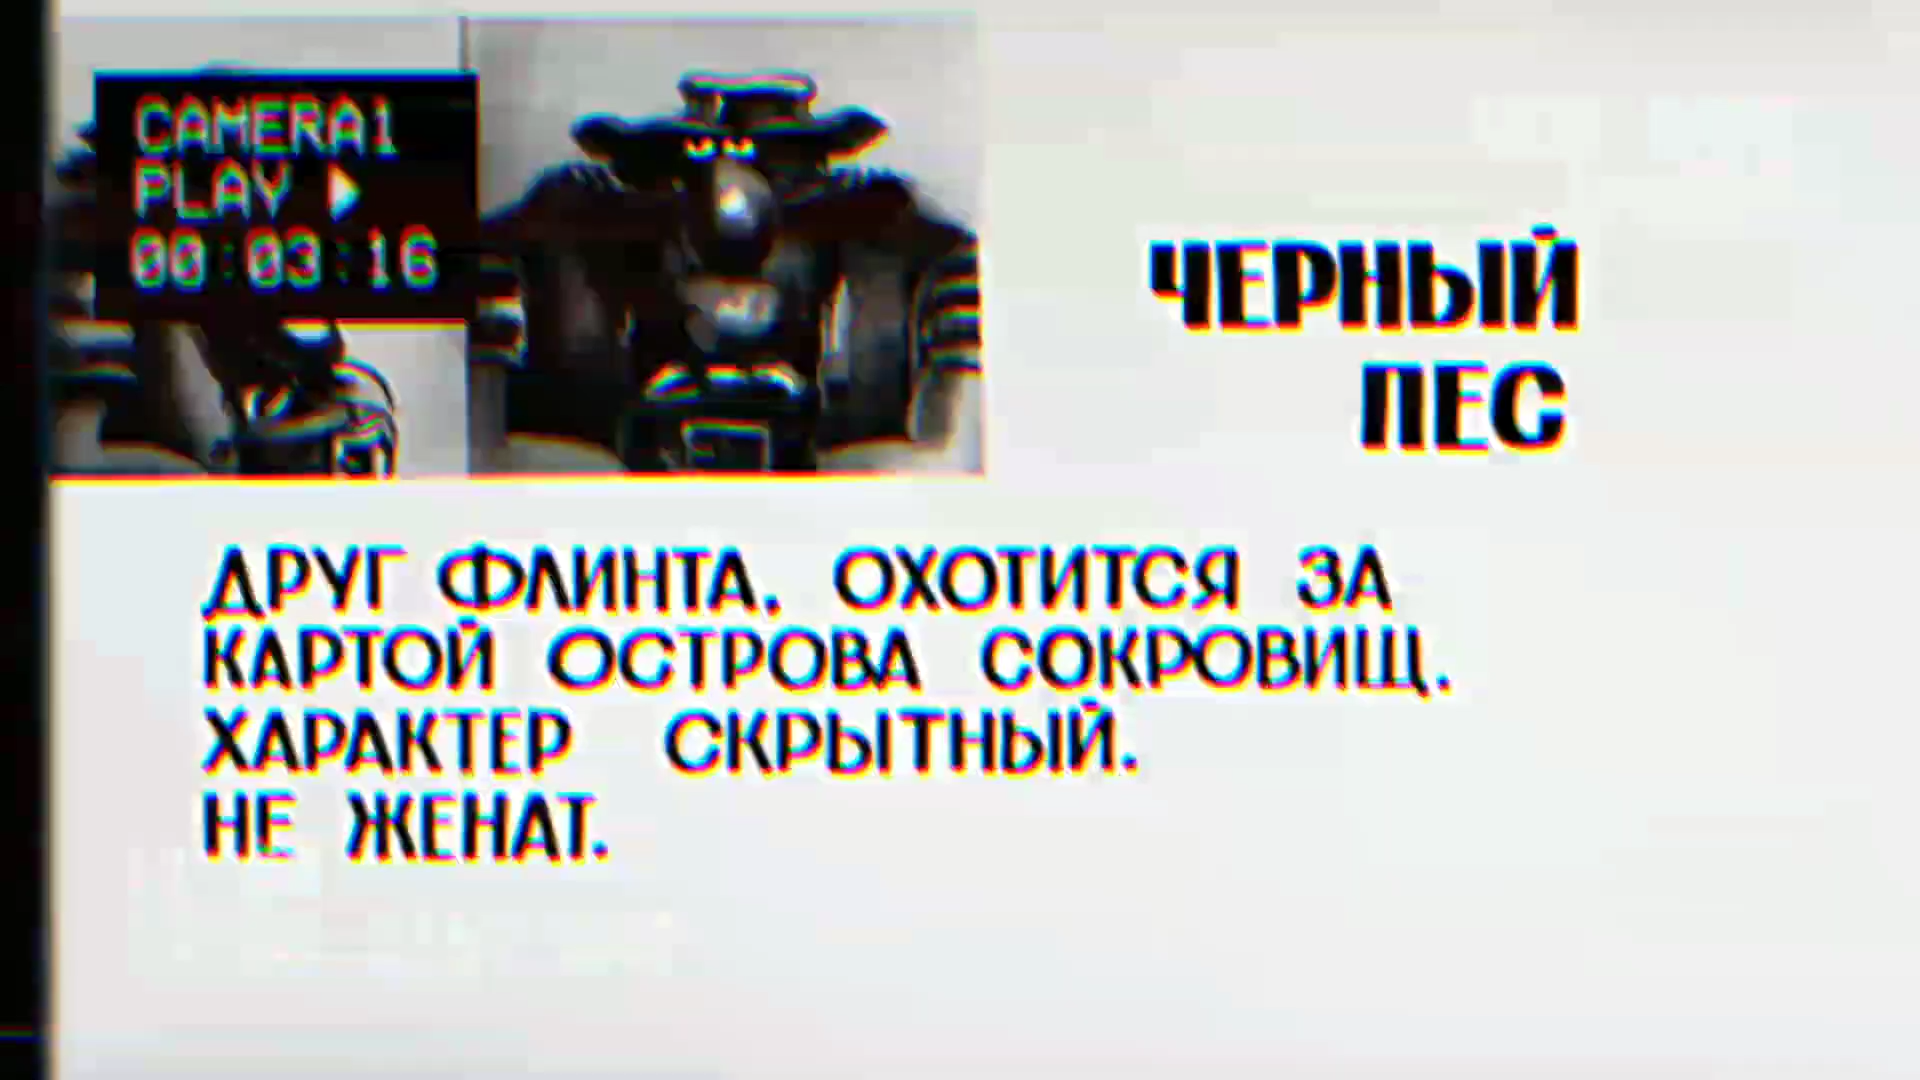 CAMERA1
PLAY
00:03:16
ЧЕРНЫЙ
ПЕС
ДРУГ ФЛИНТА. ОХОТИТСЯ ЗА
КАРТОЙ ОСТРОВА СОКРОВИЩ.
ХАРАКТЕР СКРЫТНЫЙ.
НЕ ЖЕНАТ.